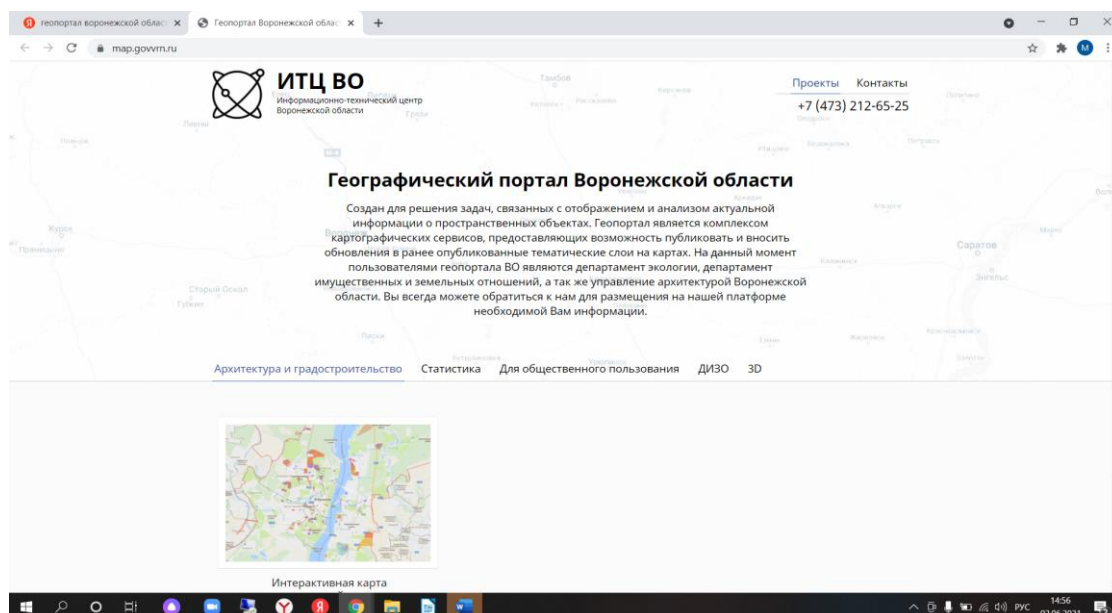 геопортал воронежской облас
Геопортал Воронежской облас
map.govvrn.ru
М
ИТЦ ВО
Информационно-технический центр
Воронежской области
Проекты Контакты
+7 (473) 212-65-25
Тамбов
Саратов
Энгельс
Курск
Старый Оскол
Губкин
Географический портал Воронежской области
Создан для решения задач, связанных с отображением и анализом актуальной
информации о пространственных объектах. Геопортал является комплексом
картографических сервисов, предоставляющих возможность публиковать и вносить
обновления в ранее опубликованные тематические слои на картах. На данный момент
пользователями геопортала ВО являются департамент экологии, департамент
имущественных и земельных отношений, а так же управление архитектурой Воронежской
области. Вы всегда можете обратиться к нам для размещения на нашей платформе
необходимой Вам информации.
Архитектура и градостроительство Статистика Для общественного пользования ДИЗО 3D
Интерактивная карта
РУС
14:56